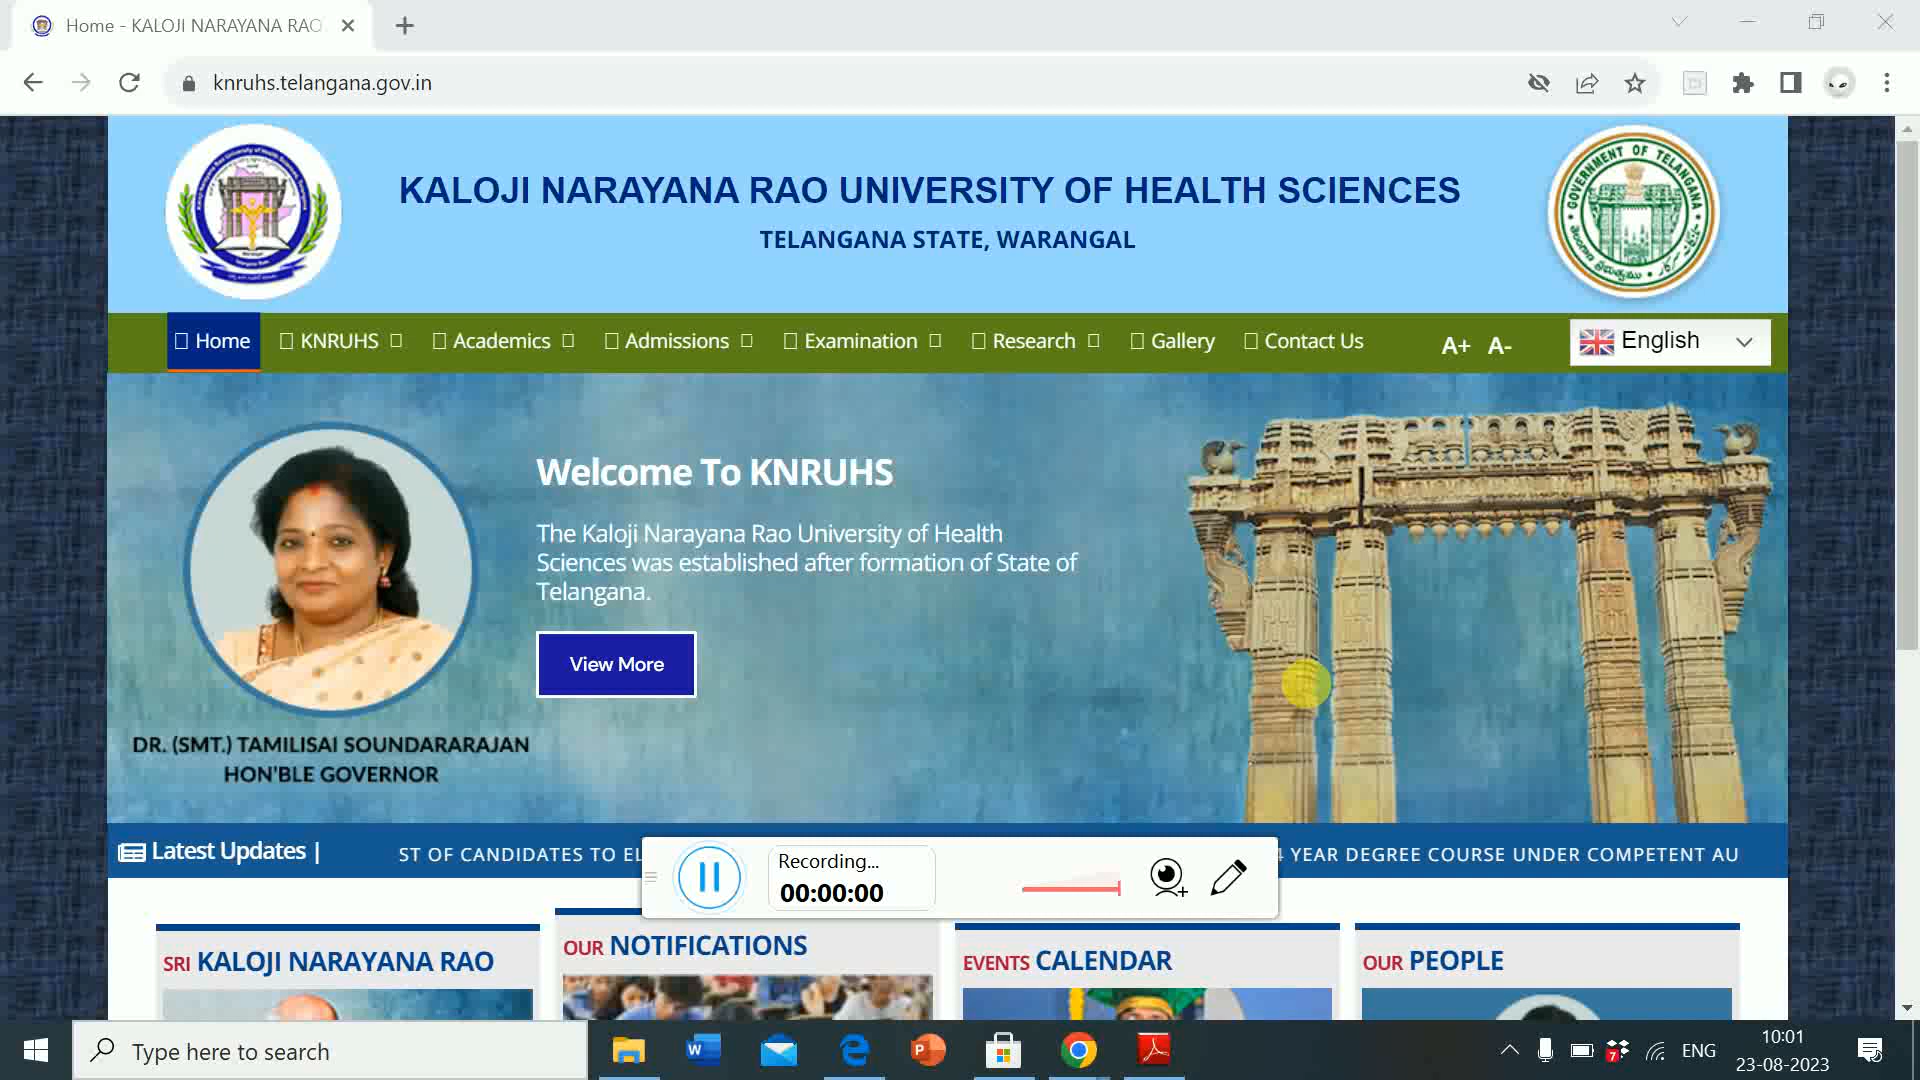 Home - KALOJI NARAYANA RAO
knruhs.telangana.gov.in
KALOJI NARAYANA RAO UNIVERSITY OF HEALTH SCIENCES
TELANGANA STATE, WARANGAL
GOVERNMENT OF TELANGANA
Home KNRUHS Academics Admissions Examination Research Gallery Contact Us A+ A- English
Welcome To KNRUHS
The Kaloji Narayana Rao University of Health
Sciences was established after formation of State of
Telangana.
View More
DR. (SMT.) TAMILISAI SOUNDARARAJAN
HON'BLE GOVERNOR
Latest Updates | ST OF CANDIDATES TO EL YEAR DEGREE COURSE UNDER COMPETENT AU
Recording...
00:00:00
SRI KALOJI NARAYANA RAO
OUR NOTIFICATIONS
EVENTS CALENDAR
OUR PEOPLE
Type here to search
7
ENG
10:01
23-08-2023